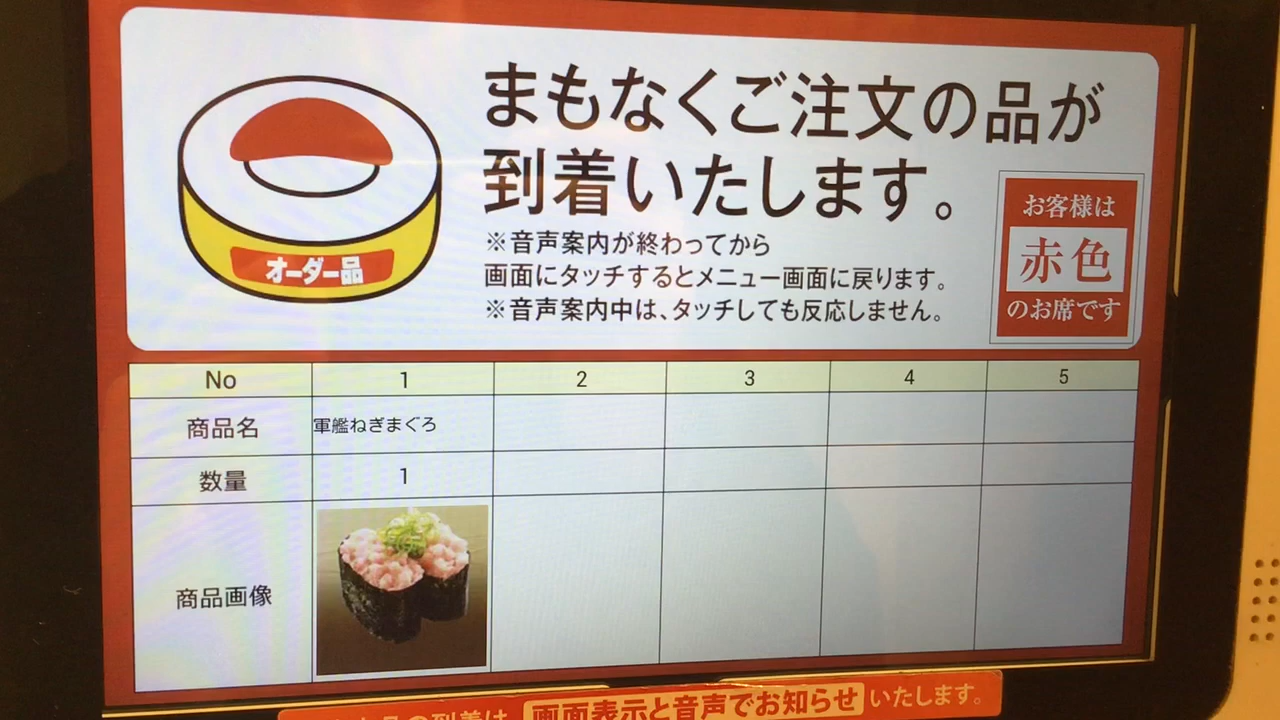 まもなくご注文の品が
到着いたします。
※音声案内が終わってから
画面にタッチするとメニュー画面に戻ります。
※音声案内中は、タッチしても反応しません。
オーダー品
お客様は
赤色
のお席です
No 1 2 3 4 5
商品名 軍艦ねぎまぐろ
数量 1
商品画像
の到着は、画面表示と音声でお知らせいたします。